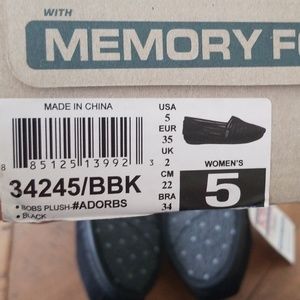 WITH
MEMORY FO
MADE IN CHINA
8 85125 13992 3
34245/BBK
• BOBS PLUSH-#ADORBS
• BLACK
USA
5
EUR
35
UK
2
CM
22
BRA
34
WOMEN'S
5